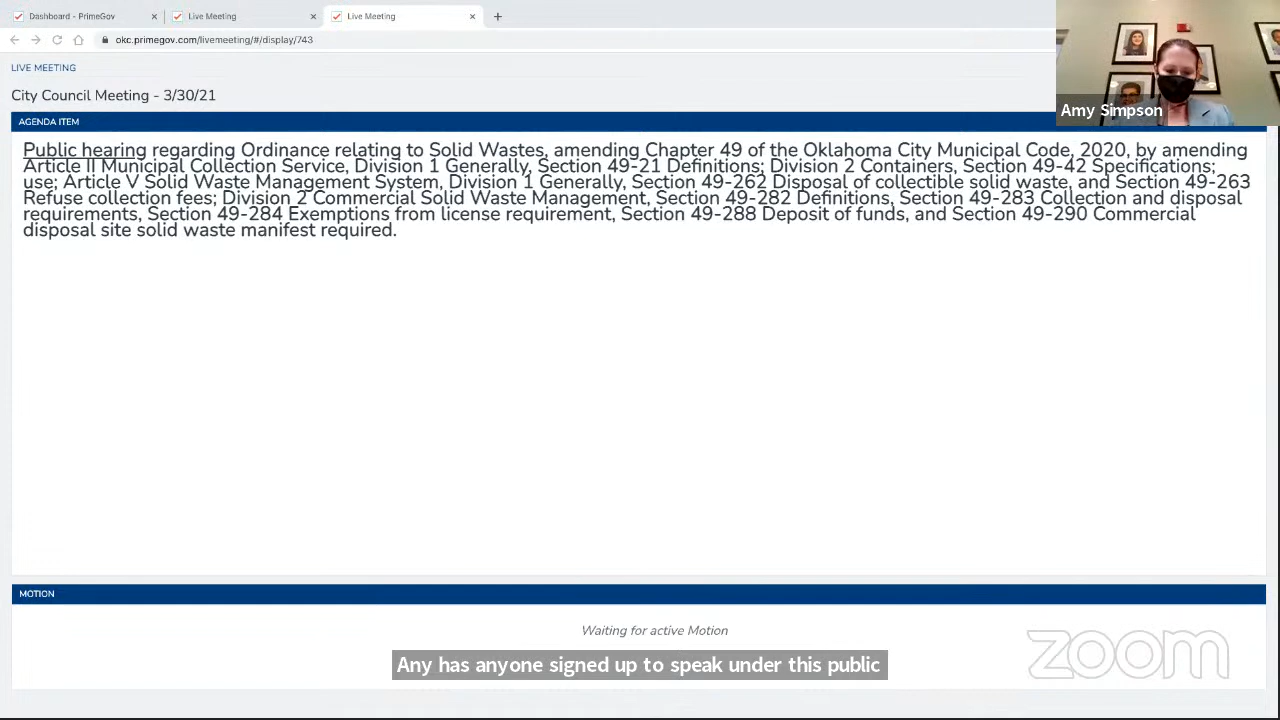 Dashboard - PrimeGov
Live Meeting
Live Meeting
okc.primegov.com/livemeeting/#/display/743
LIVE MEETING
City Council Meeting - 3/30/21
AGENDA ITEM
Public hearing regarding Ordinance relating to Solid Wastes, amending Chapter 49 of the Oklahoma City Municipal Code, 2020, by amending
Article II Municipal Collection Service, Division 1 Generally, Section 49-21 Definitions; Division 2 Containers, Section 49-42 Specifications;
use; Article V Solid Waste Management System, Division 1 Generally, Section 49-262 Disposal of collectible solid waste, and Section 49-263
Refuse collection fees; Division 2 Commercial Solid Waste Management, Section 49-282 Definitions, Section 49-283 Collection and disposal
requirements, Section 49-284 Exemptions from license requirement, Section 49-288 Deposit of funds, and Section 49-290 Commercial
disposal site solid waste manifest required.
Amy Simpson
MOTION
Waiting for active Motion
Any has anyone signed up to speak under this public
zoom